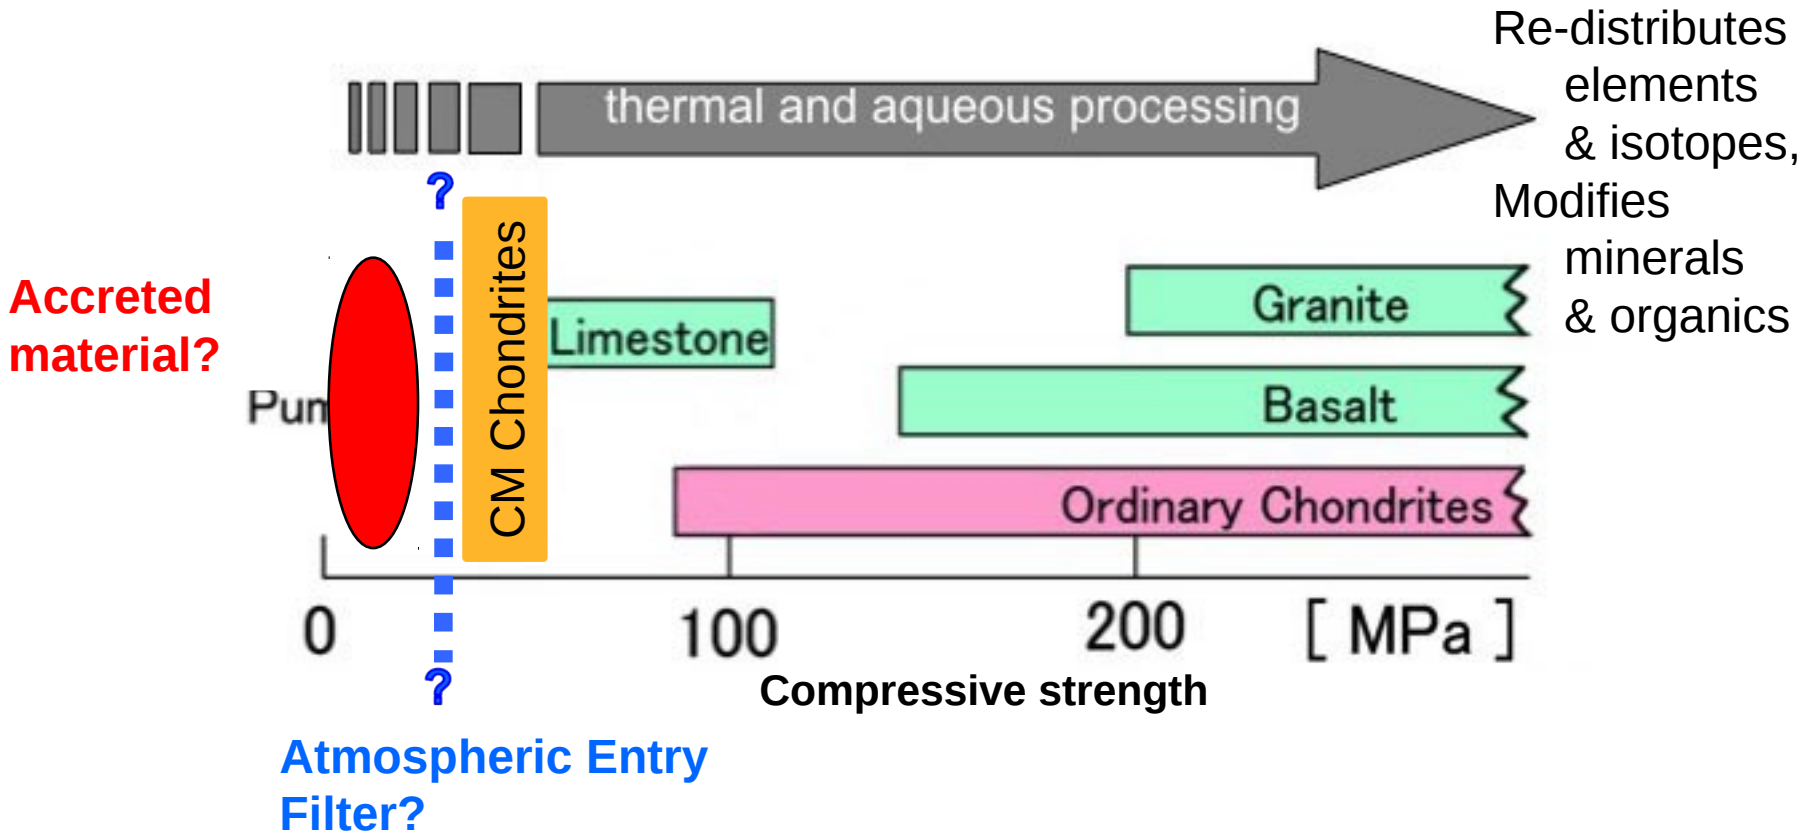 Re-distributes
elements
& isotopes,
Modifies
minerals
& organics
thermal and aqueous processing
?
CM Chondrites
Accreted
material?
Limestone
Granite
Pum
Basalt
Ordinary Chondrites
0
100
200
[ MPa ]
?
Compressive strength
Atmospheric Entry
Filter?